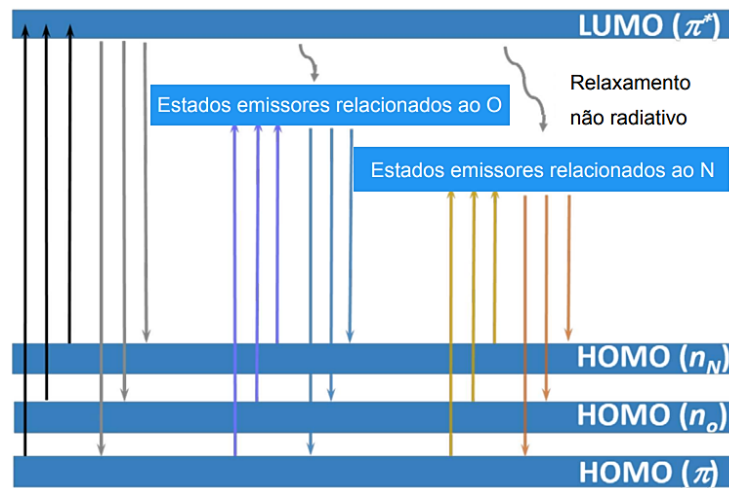 LUMO (π*)
Estados emissores relacionados ao O
Relaxamento
não radiativo
Estados emissores relacionados ao N
HOMO (nN)
HOMO (no)
HOMO (π)